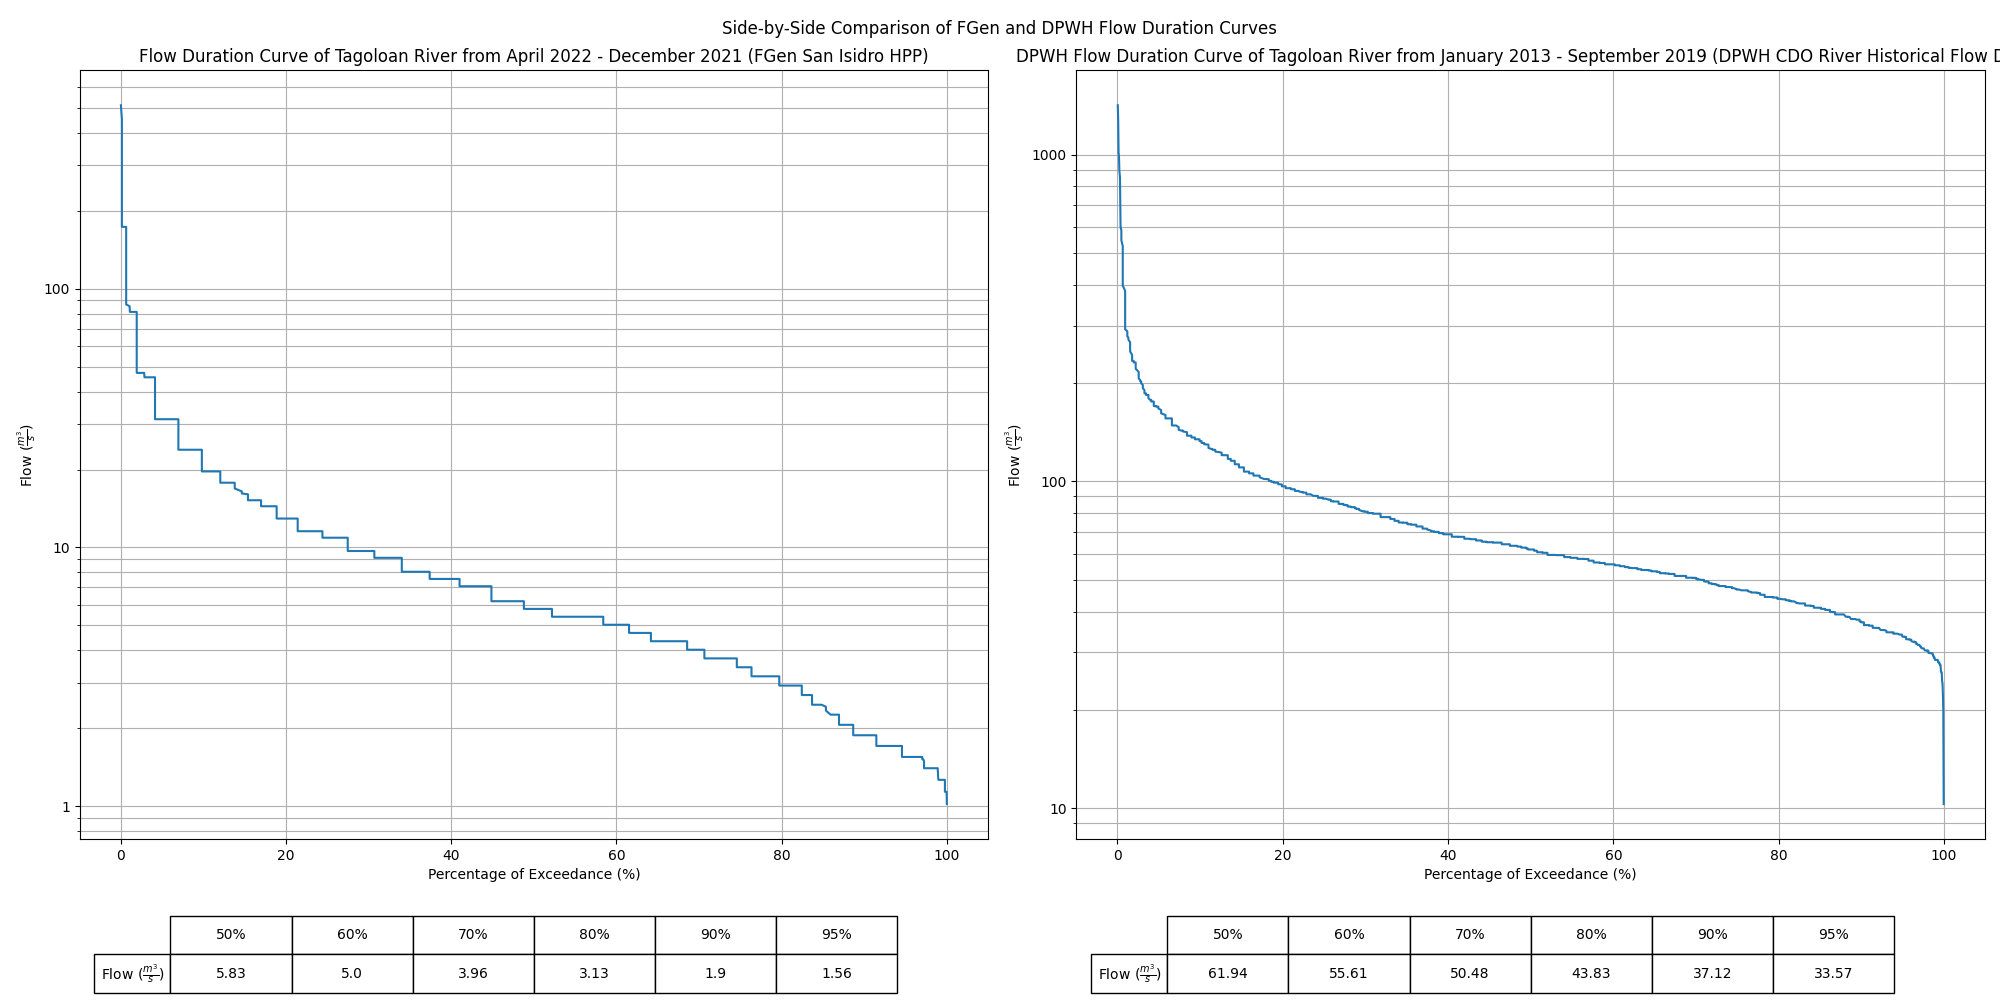 Side-by-Side Comparison of FGen and DPWH Flow Duration Curves
Flow Duration Curve of Tagoloan River from April 2022 - December 2021 (FGen San Isidro HPP)
100
10
1
Flow (m³/s)
0 20 40 60 80 100
Percentage of Exceedance (%)
50% 60% 70% 80% 90% 95%
Flow (m³/s) 5.83 5.0 3.96 3.13 1.9 1.56
DPWH Flow Duration Curve of Tagoloan River from January 2013 - September 2019 (DPWH CDO River Historical Flow
1000
100
10
Flow (m³/s)
0 20 40 60 80 100
Percentage of Exceedance (%)
50% 60% 70% 80% 90% 95%
Flow (m³/s) 61.94 55.61 50.48 43.83 37.12 33.57